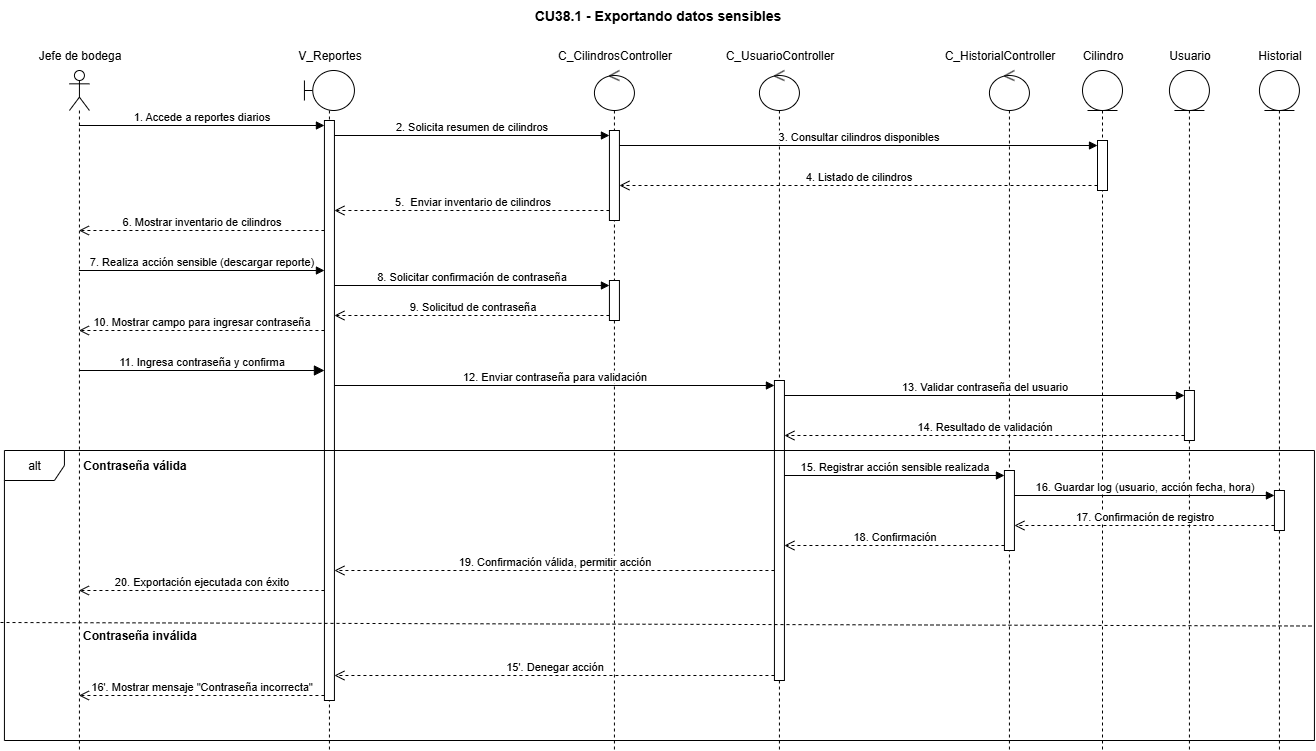 CU38.1 - Exportando datos sensibles
Jefe de bodega
V_Reportes
C_CilindrosController
C_UsuarioController
C_HistorialController
Cilindro
Usuario
Historial
1. Accede a reportes diarios
2. Solicita resumen de cilindros
3. Consultar cilindros disponibles
4. Listado de cilindros
5. Enviar inventario de cilindros
6. Mostrar inventario de cilindros
7. Realiza acción sensible (descargar reporte)
8. Solicitar confirmación de contraseña
9. Solicitud de contraseña
10. Mostrar campo para ingresar contraseña
11. Ingresa contraseña y confirma
12. Enviar contraseña para validación
13. Validar contraseña del usuario
14. Resultado de validación
alt
Contraseña válida
15. Registrar acción sensible realizada
16. Guardar log (usuario, acción fecha, hora)
17. Confirmación de registro
18. Confirmación
19. Confirmación válida, permitir acción
20. Exportación ejecutada con éxito
Contraseña inválida
15'. Denegar acción
16'. Mostrar mensaje "Contraseña incorrecta"